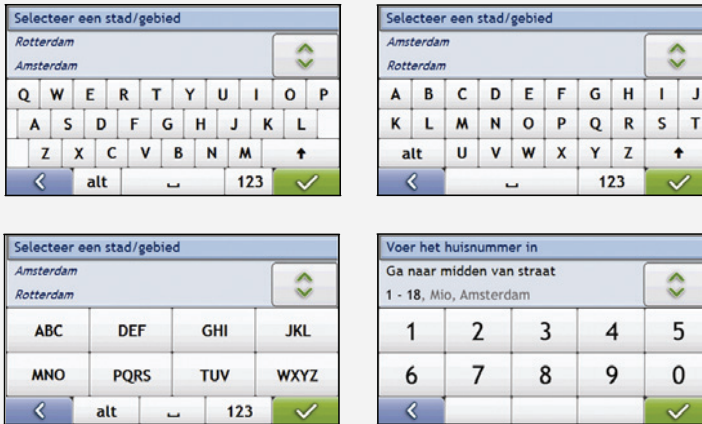 Selecteer een stad/gebied
Rotterdam
Amsterdam
Q W E R T Y U I O P
A S D F G H J K L
Z X C V B N M
alt 123
Selecteer een stad/gebied
Amsterdam
Rotterdam
A B C D E F G H I J
K L M N O P Q R S T
alt U V W X Y Z
123
Selecteer een stad/gebied
Amsterdam
Rotterdam
ABC DEF GHI JKL
MNO PQRS TUV WXYZ
alt 123
Voer het huisnummer in
Ga naar midden van straat
1 - 18, Mio, Amsterdam
1 2 3 4 5
6 7 8 9 0